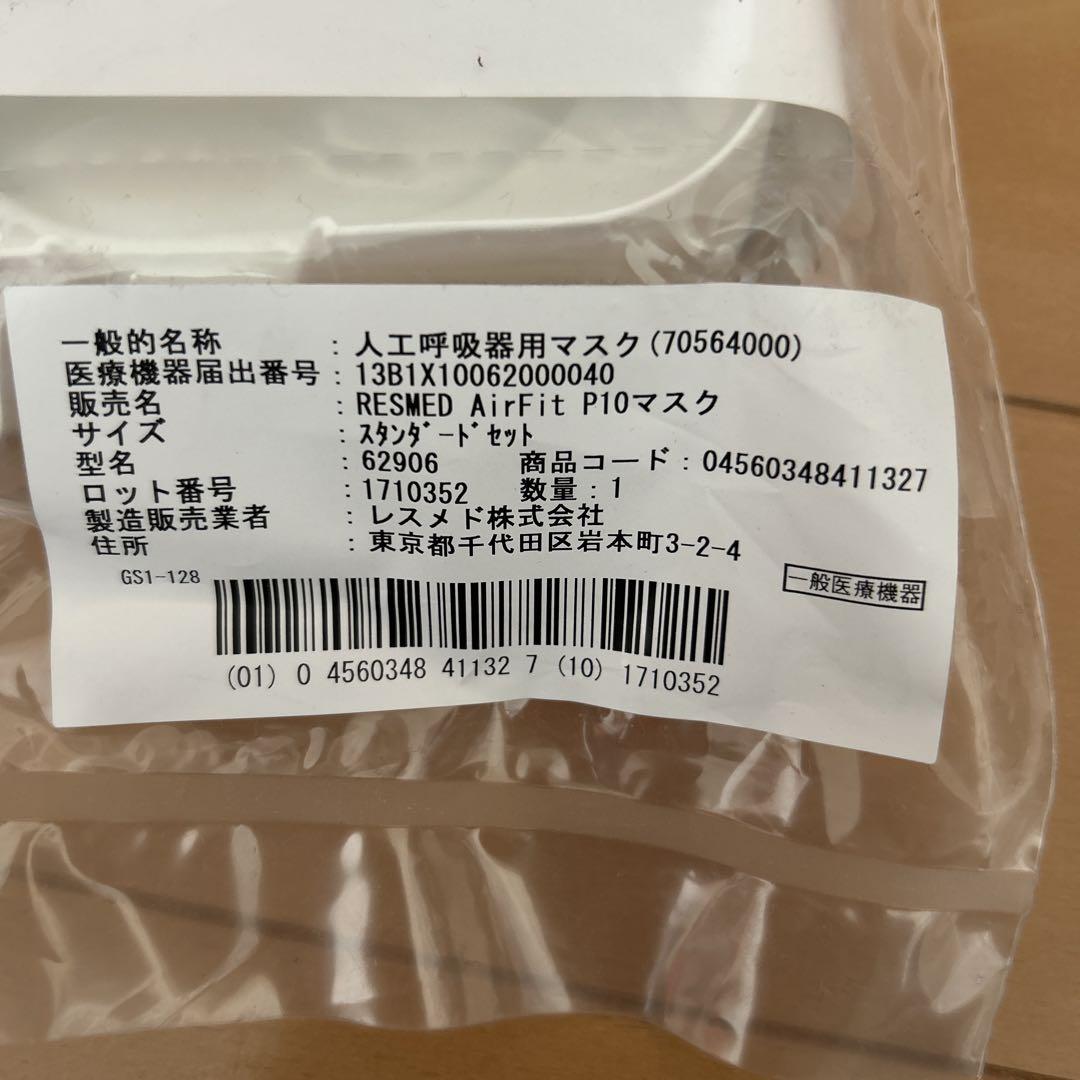 一般的名称 : 人工呼吸器用マスク(70564000)
医療機器届出番号 : 13B1X10062000040
販売名 : RESMED AirFit P10マスク
サイズ : ｽﾀﾝﾀﾞｰﾄﾞｾｯﾄ
型名 : 62906 商品コード : 04560348411327
ロット番号 : 1710352 数量 : 1
製造販売業者 : レスメド株式会社
住所 : 東京都千代田区岩本町3-2-4
GS1-128
一般医療機器
(01) 0 4560348 41132 7 (10) 1710352